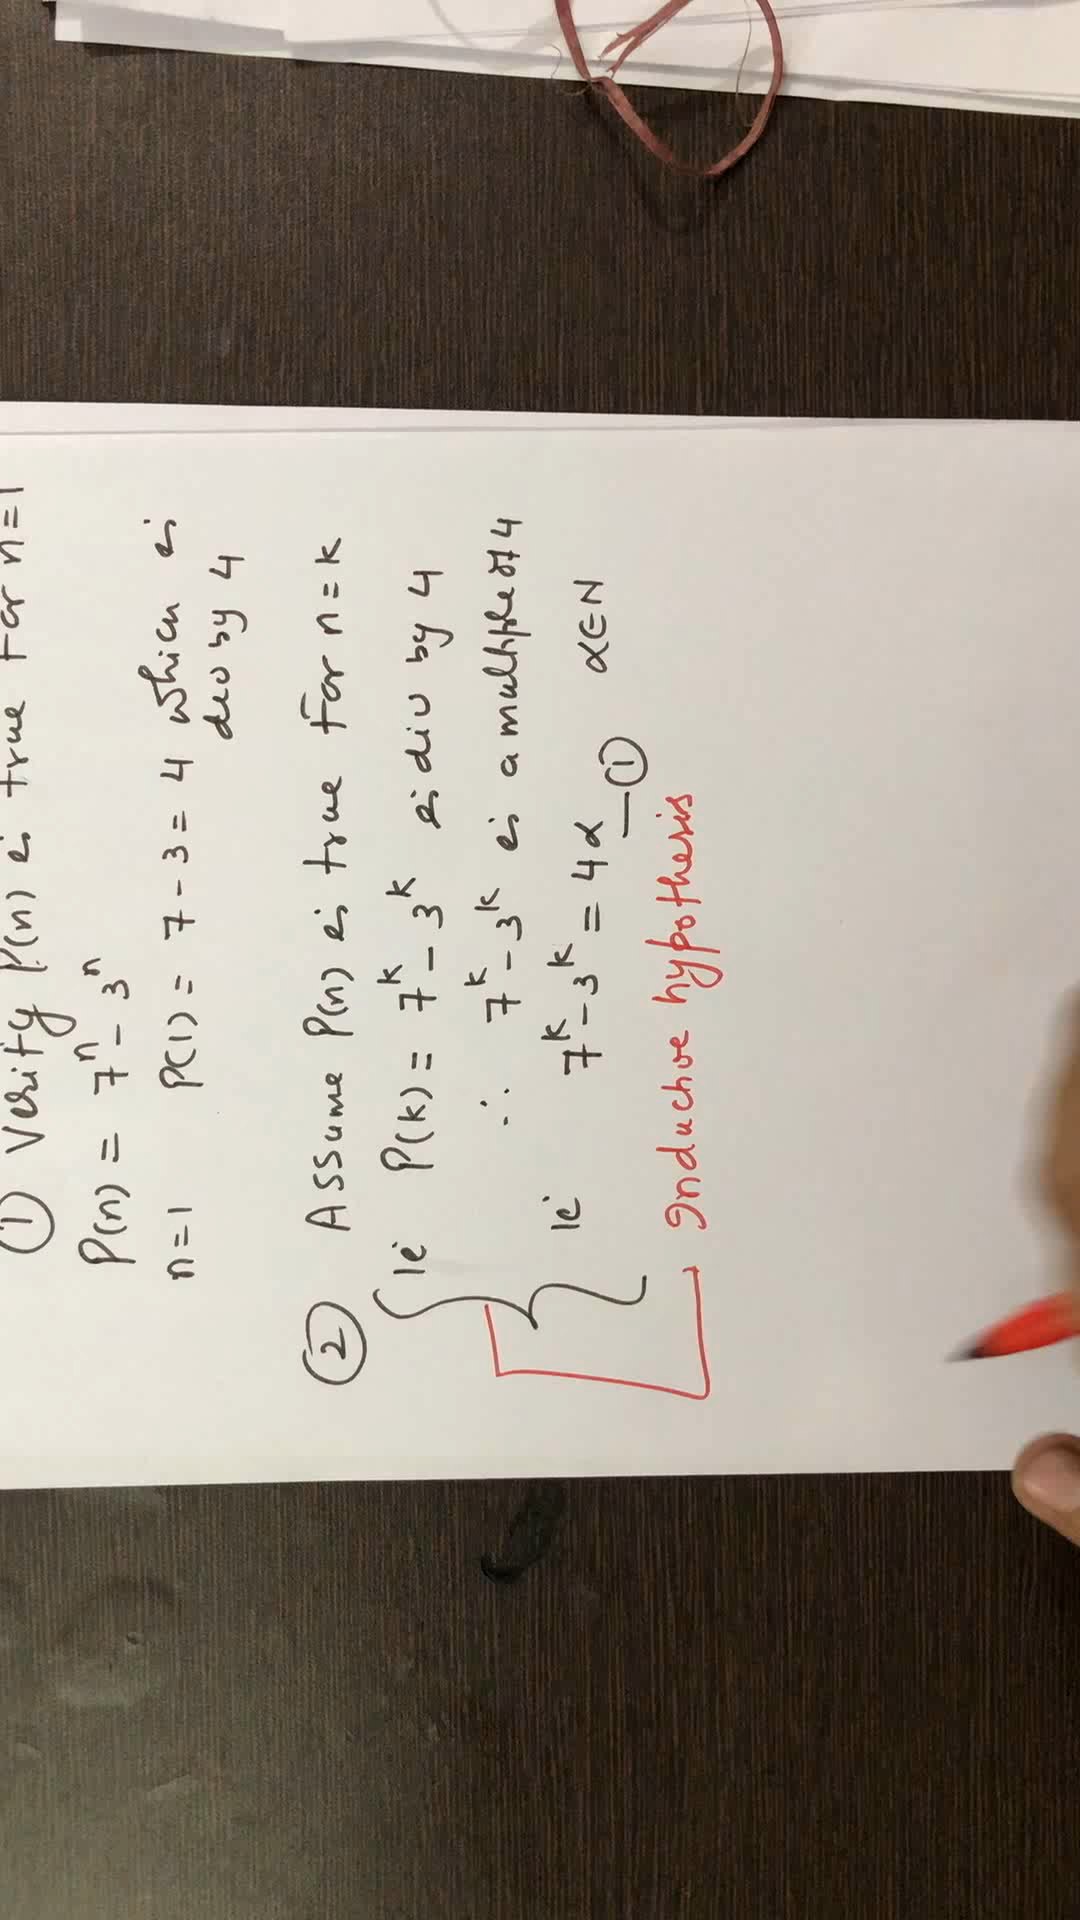 ① Verify P(n) is true for n=1
P(n) = 7ⁿ - 3ⁿ
n=1 P(1) = 7-3 = 4 which is
div by 4
② Assume P(n) is true for n=k
ie P(k) = 7ᵏ - 3ᵏ is div by 4
∴ 7ᵏ - 3ᵏ is a multiple of 4
ie 7ᵏ - 3ᵏ = 4α —① α∈N
Inductive hypothesis